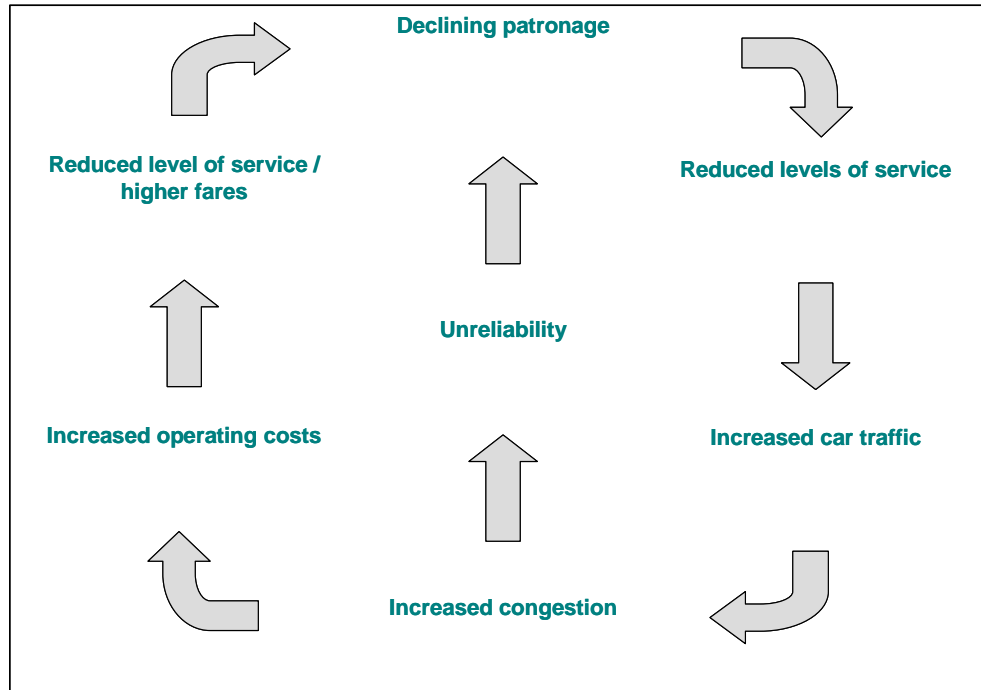 Declining patronage
Reduced level of service /
higher fares
Reduced levels of service
Unreliability
Increased operating costs
Increased car traffic
Increased congestion